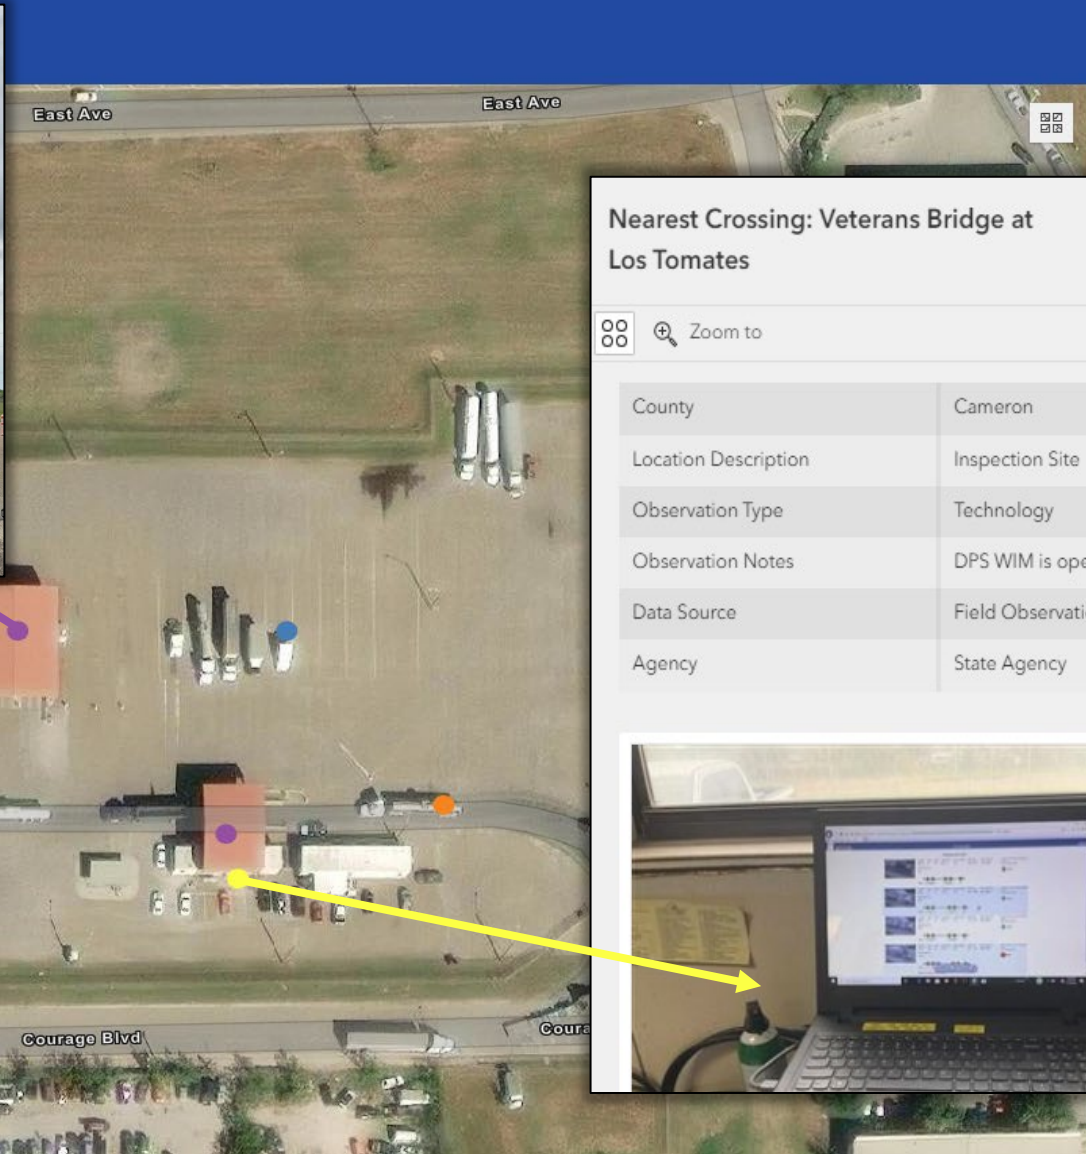 East Ave
East Ave
Nearest Crossing: Veterans Bridge at
Los Tomates
Zoom to
County
Cameron
Location Description
Inspection Site
Observation Type
Technology
Observation Notes
DPS WIM is ope
Data Source
Field Observati
Agency
State Agency
Courage Blvd
Coura